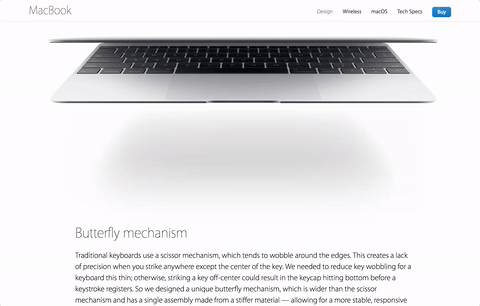 MacBook
Design Wireless macOS Tech Specs Buy
Butterfly mechanism
Traditional keyboards use a scissor mechanism, which tends to wobble around the edges. This creates a lack
of precision when you strike anywhere except the center of the key. We needed to reduce key wobbling for a
keyboard this thin; otherwise, striking a key off-center could result in the keycap hitting bottom before a
keystroke registers. So we designed a unique butterfly mechanism, which is wider than the scissor
mechanism and has a single assembly made from a stiffer material — allowing for a more stable, responsive